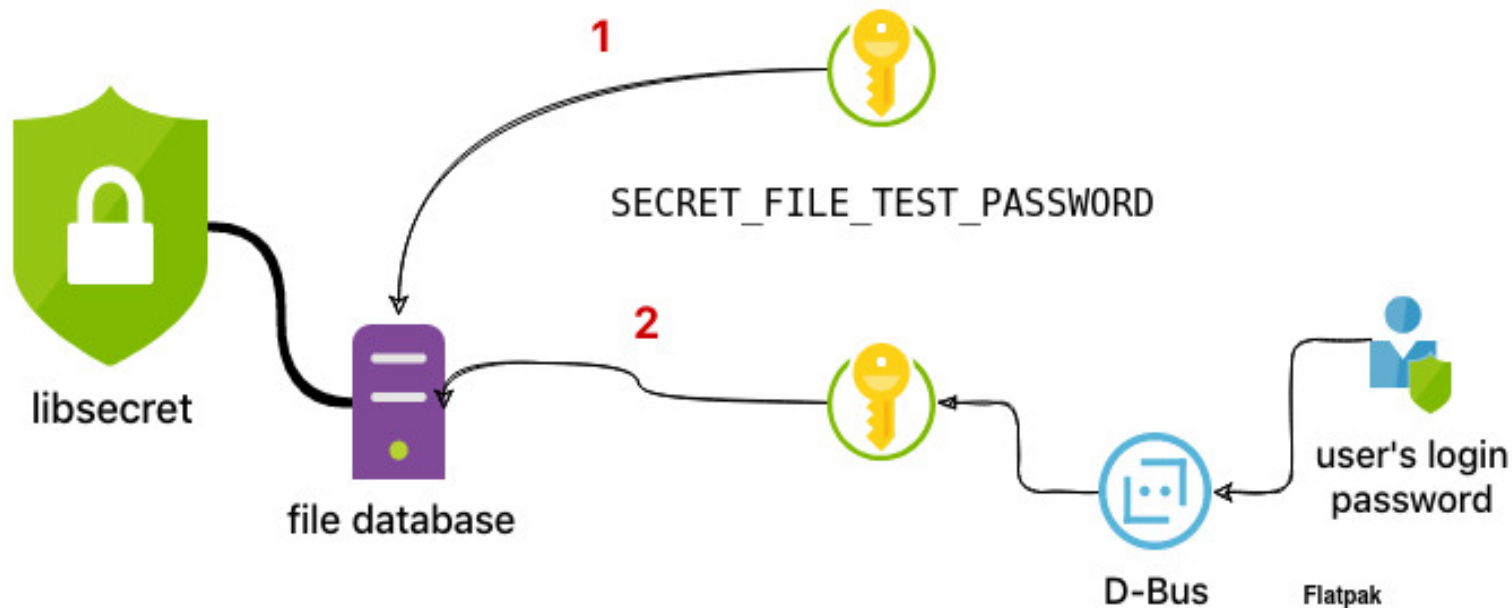 1
SECRET_FILE_TEST_PASSWORD
2
libsecret
file database
user's login
password
D-Bus
Flatpak